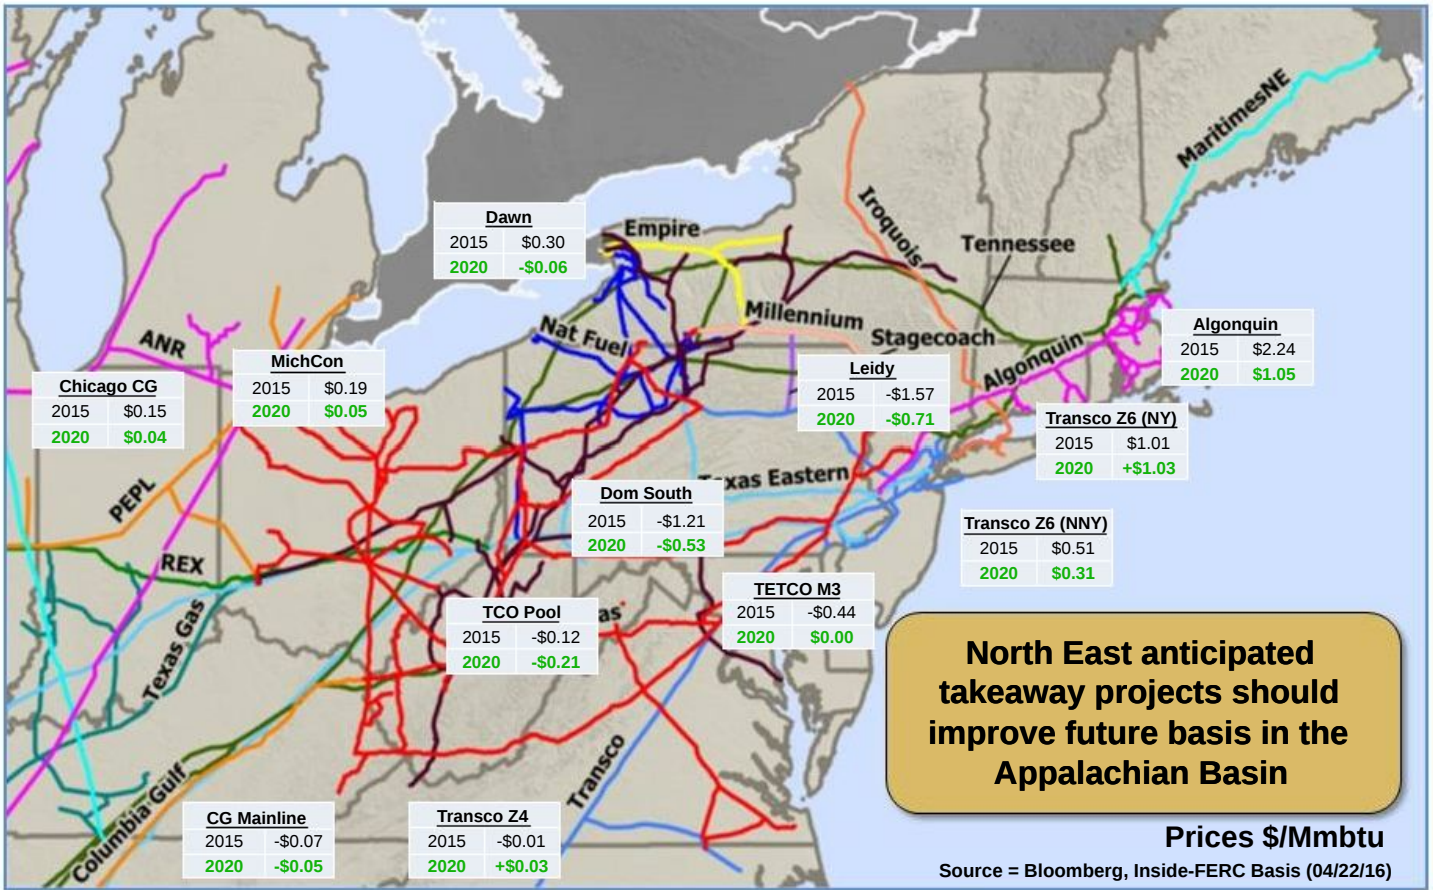 MaritimesNE
Dawn
2015 $0.30
2020 -$0.06
Empire
Iroquois
Tennessee
Millennium
Nat Fuel
Stagecoach
Algonquin
ANR
Algonquin
2015 $2.24
2020 $1.05
MichCon
2015 $0.19
2020 $0.05
Chicago CG
2015 $0.15
2020 $0.04
Leidy
2015 -$1.57
2020 -$0.71
Transco Z6 (NY)
2015 $1.01
2020 +$1.03
PEPL
Texas Eastern
Dom South
2015 -$1.21
2020 -$0.53
Transco Z6 (NNY)
2015 $0.51
2020 $0.31
REX
Texas Gas
TETCO M3
2015 -$0.44
2020 $0.00
TCO Pool
2015 -$0.12
2020 -$0.21
as
North East anticipated
takeaway projects should
improve future basis in the
Appalachian Basin
Transco
Columbia Gulf
CG Mainline
2015 -$0.07
2020 -$0.05
Transco Z4
2015 -$0.01
2020 +$0.03
Prices $/Mmbtu
Source = Bloomberg, Inside-FERC Basis (04/22/16)